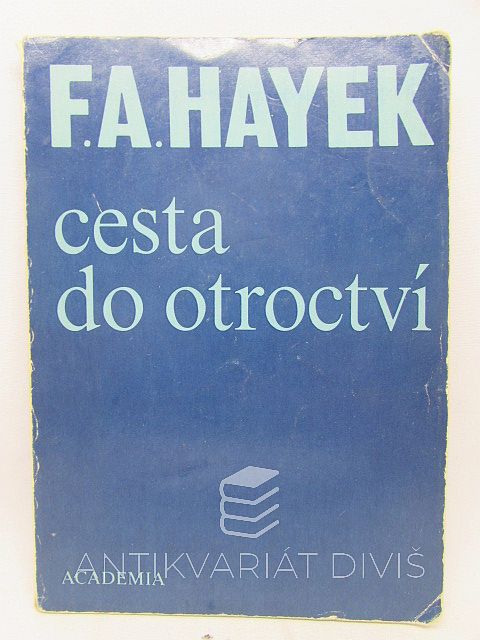 F.A.HAYEK
cesta
do otroctví
ANTIKVARIÁT DIVIŠ
ACADEMIA